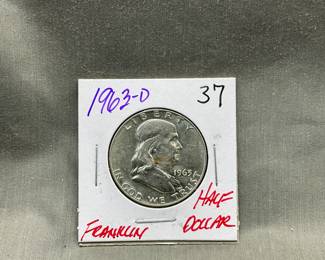 1963-D 37
LIBERTY
1963
IN GOD WE TRUST
HALF
FRANKLIN DOLLAR